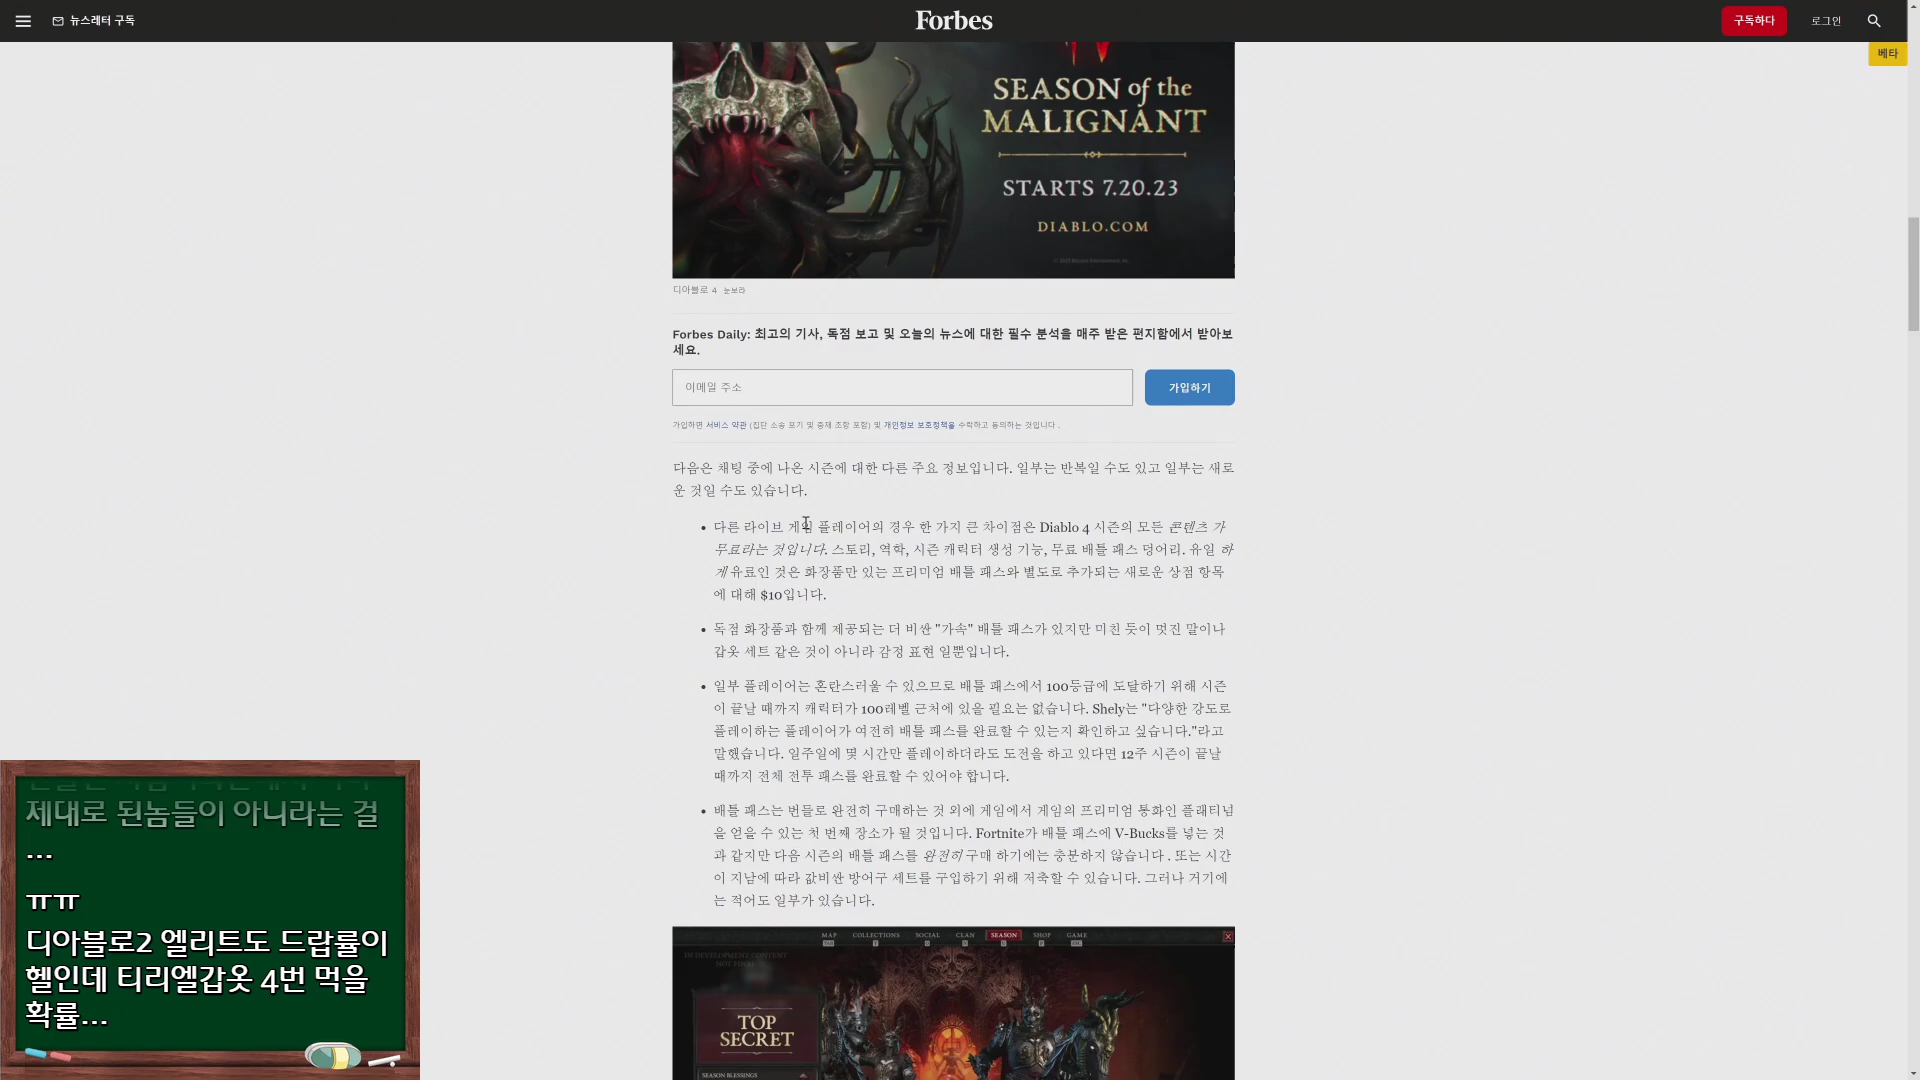 뉴스레터 구독
Forbes
구독하다
로그인
베타
SEASON of the
MALIGNANT
STARTS 7.20.23
DIABLO.COM
디아블로 4 눈보라
Forbes Daily: 최고의 기사, 독점 보고 및 오늘의 뉴스에 대한 필수 분석을 매주 받은 편지함에서 받아보
세요.
이메일 주소
가입하기
가입하면 서비스 약관 (집단 소송 포기 및 중재 조항 포함) 및 개인정보 보호정책을 수락하고 동의하는 것입니다 .
다음은 채팅 중에 나온 시즌에 대한 다른 주요 정보입니다. 일부는 반복일 수도 있고 일부는 새로
운 것일 수도 있습니다.
다른 라이브 게임 플레이어의 경우 한 가지 큰 차이점은 Diablo 4 시즌의 모든 콘텐츠 가
무료라는 것입니다. 스토리, 역학, 시즌 캐릭터 생성 기능, 무료 배틀 패스 덩어리. 유일 하
게 유료인 것은 화장품만 있는 프리미엄 배틀 패스와 별도로 추가되는 새로운 상점 항목
에 대해 $10입니다.
독점 화장품과 함께 제공되는 더 비싼 "가속" 배틀 패스가 있지만 미친 듯이 멋진 말이나
갑옷 세트 같은 것이 아니라 감정 표현 일뿐입니다.
일부 플레이어는 혼란스러울 수 있으므로 배틀 패스에서 100등급에 도달하기 위해 시즌
이 끝날 때까지 캐릭터가 100레벨 근처에 있을 필요는 없습니다. Shely는 "다양한 강도로
플레이하는 플레이어가 여전히 배틀 패스를 완료할 수 있는지 확인하고 싶습니다."라고
말했습니다. 일주일에 몇 시간만 플레이하더라도 도전을 하고 있다면 12주 시즌이 끝날
때까지 전체 전투 패스를 완료할 수 있어야 합니다.
배틀 패스는 번들로 완전히 구매하는 것 외에 게임에서 게임의 프리미엄 통화인 플래티넘
을 얻을 수 있는 첫 번째 장소가 될 것입니다. Fortnite가 배틀 패스에 V-Bucks를 넣는 것
과 같지만 다음 시즌의 배틀 패스를 완전히 구매 하기에는 충분하지 않습니다 . 또는 시간
이 지남에 따라 값비싼 방어구 세트를 구입하기 위해 저축할 수 있습니다. 그러나 거기에
는 적어도 일부가 있습니다.
MAP COLLECTIONS SOCIAL CLAN SEASON SHOP GAME
IN DEVELOPMENT CONTENT
NOT FINAL
TOP
SECRET
SEASON BLESSINGS
제대로 된놈들이 아니라는 걸
...
ㅠㅠ
디아블로2 엘리트도 드랍률이
헬인데 티리엘갑옷 4번 먹을
확률...